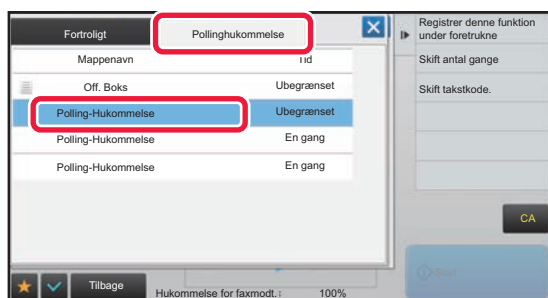 Fortroligt
Pollinghukommelse
Mappenavn
Tid
Off. Boks
Ubegrænset
Polling-Hukommelse
Ubegrænset
Polling-Hukommelse
En gang
Polling-Hukommelse
En gang
Registrer denne funktion
under foretrukne
Skift antal gange
Skift takstkode.
CA
Start
Tilbage
Hukommelse for faxmodt.: 100%